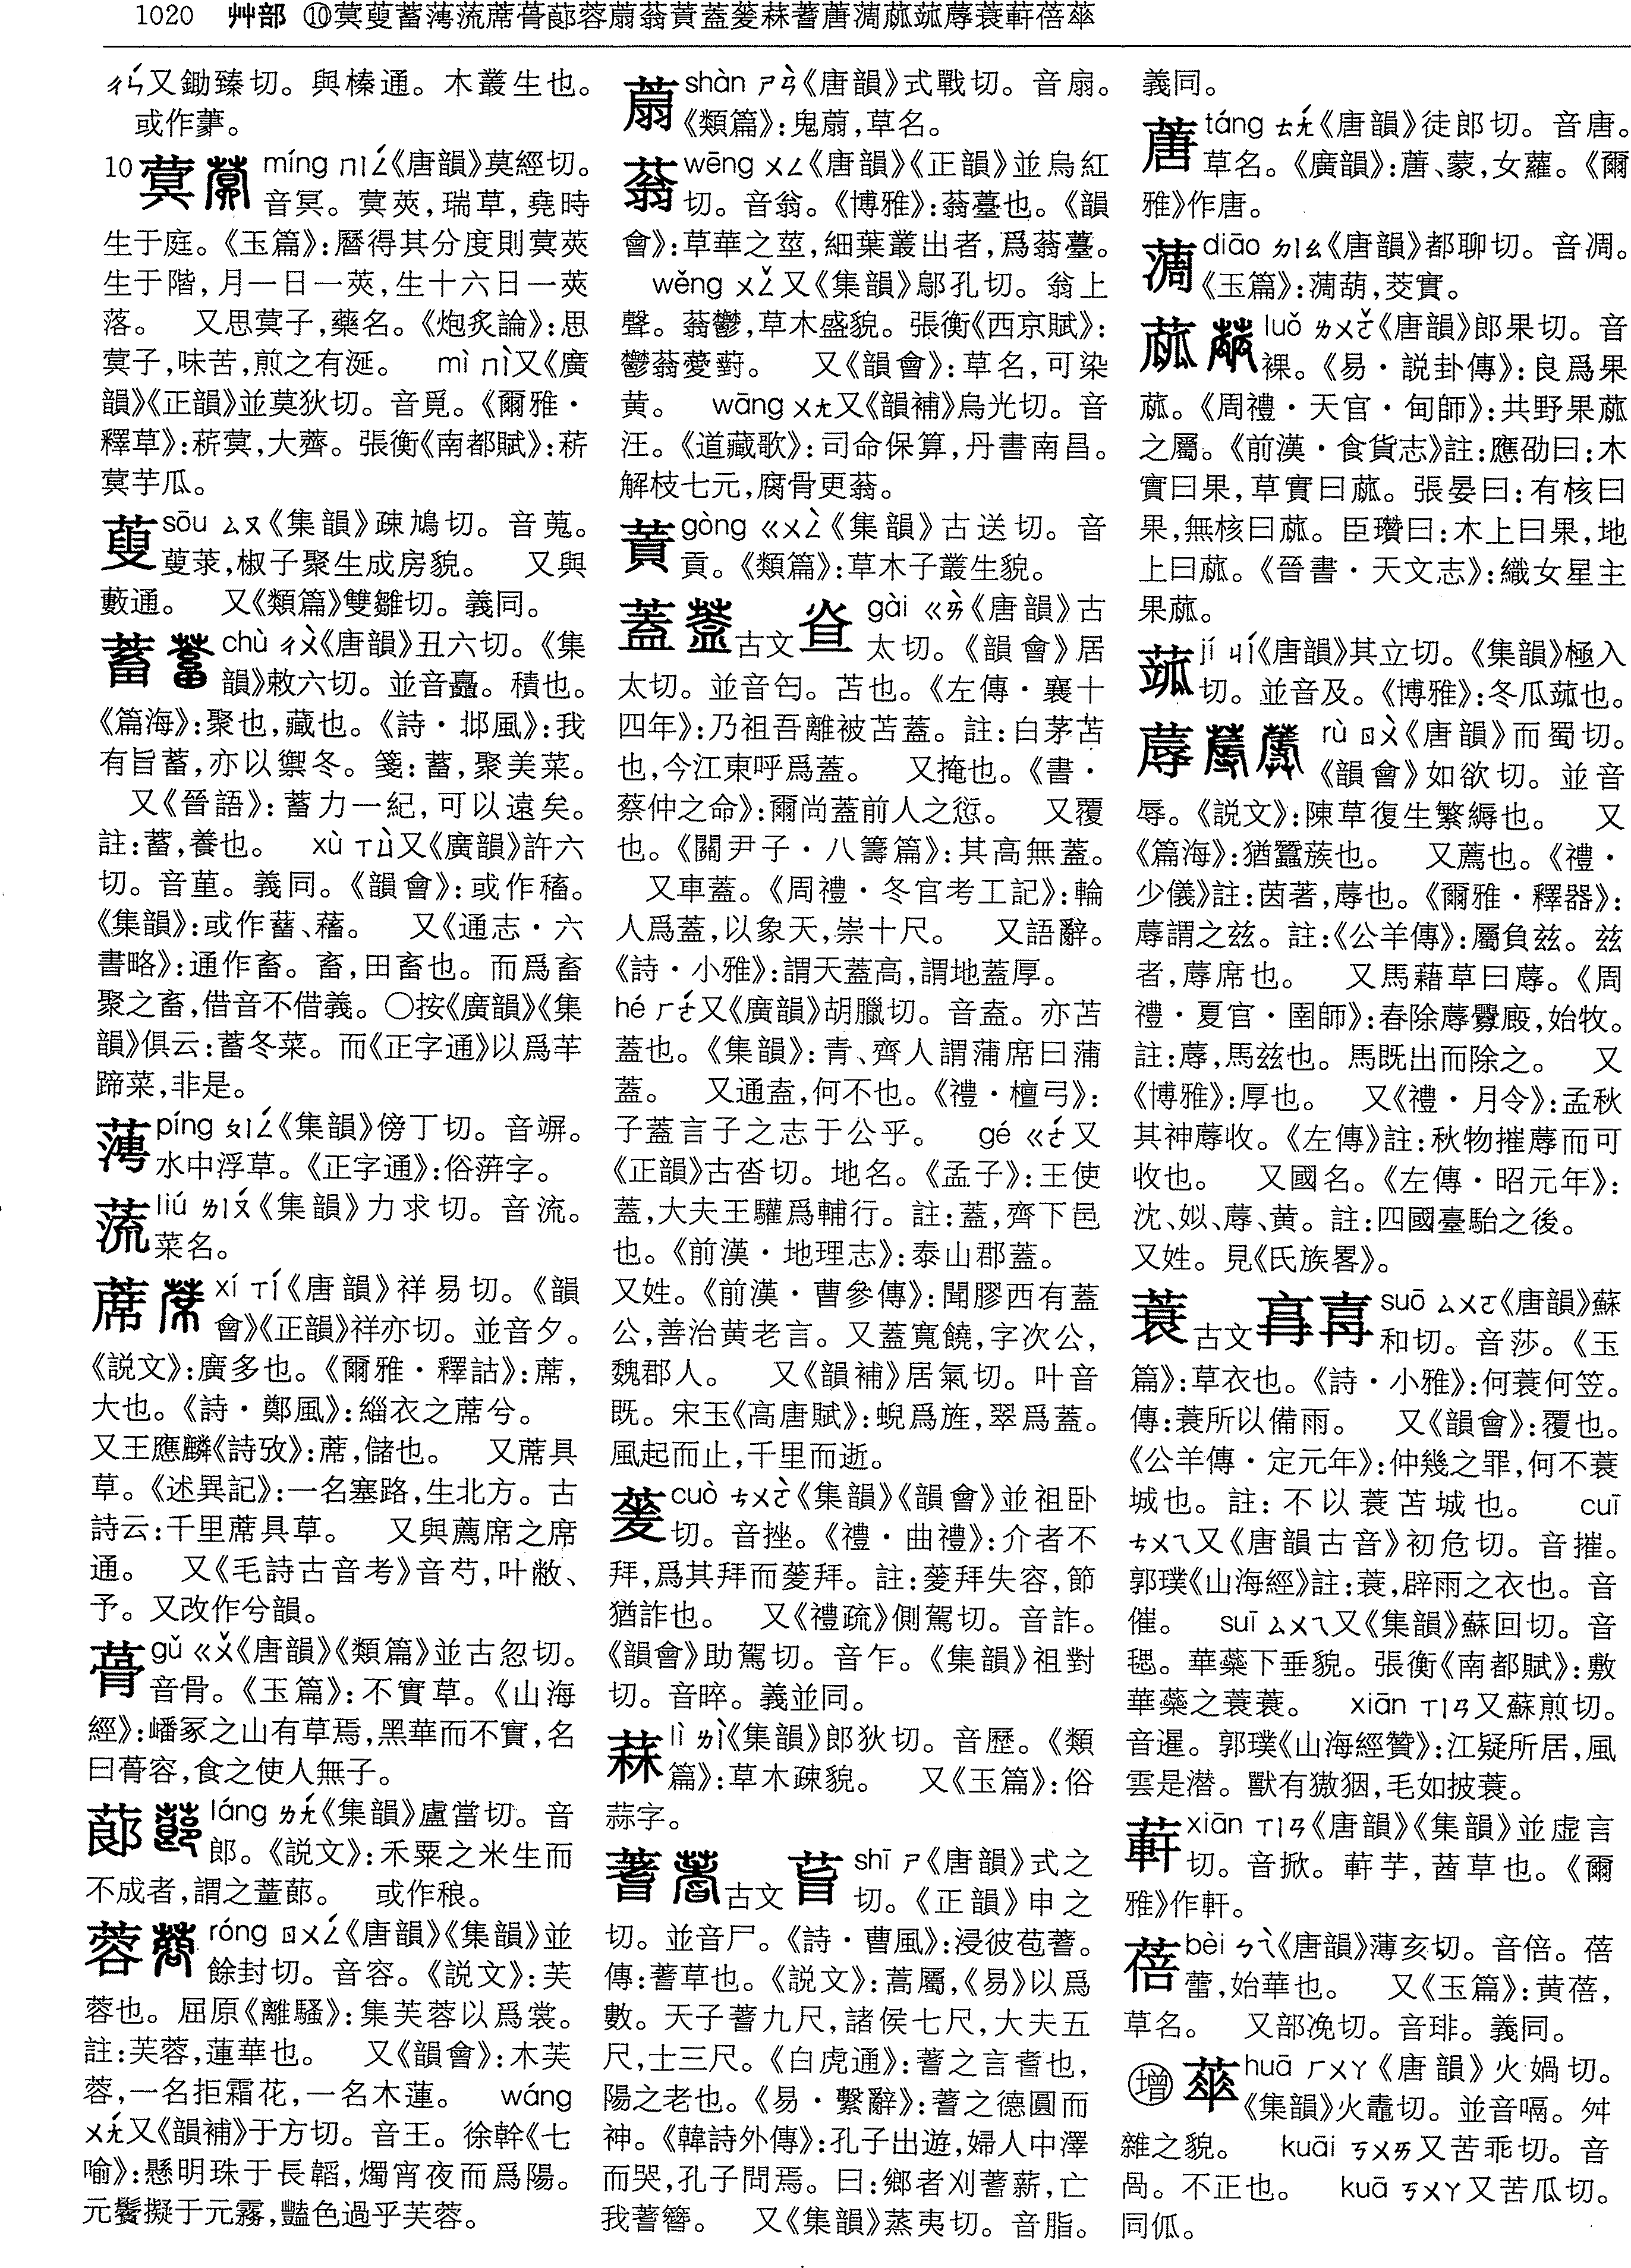 1020 艸部 ⑩蓂蓃蓄蓱蓅蓆蓇蓈蓉蓊蓋蓌蓍蓎蓏蓐蓑蓒蓓
ㄔㄣˊ又鋤臻切。與榛通。木叢生也。
或作蓁。
10蓂 míng ㄇㄧㄥˊ《唐韻》莫經切。
音冥。蓂莢,瑞草,堯時
生于庭。《玉篇》:曆得其分度則蓂莢
生于階,月一日一莢,生十六日一莢
落。 又思蓂子,藥名。《炮炙論》:思
蓂子,味苦,煎之有涎。 mì ㄇㄧˋ又《廣
韻》《正韻》並莫狄切。音覓。《爾雅·
釋草》:菥蓂,大薺。張衡《南都賦》:菥
蓂芋瓜。
蓃 sōu ㄙㄡ《集韻》疎鳩切。音蒐。
蓃莍,椒子聚生成房貌。 又與
藪通。 又《類篇》雙雛切。義同。
蓄 chù ㄔㄨˋ《唐韻》丑六切。《集
韻》敕六切。並音矗。積也。
《篇海》:聚也,藏也。《詩·邶風》:我
有旨蓄,亦以禦冬。箋:蓄,聚美菜。
又《晉語》:蓄力一紀,可以遠矣。
註:蓄,養也。 xù ㄒㄩˋ又《廣韻》許六
切。音蓳。義同。《韻會》:或作稸。
《集韻》:或作蓄、蓄。 又《通志·六
書略》:通作畜。畜,田畜也。而爲畜
聚之畜,借音不借義。○按《廣韻》《集
韻》俱云:蓄冬菜。而《正字通》以爲羊
蹄菜,非是。
píng ㄆㄧㄥˊ《集韻》傍丁切。音竮。
水中浮草。《正字通》:俗蓱字。
蓅 liú ㄌㄧㄡˊ《集韻》力求切。音流。
菜名。
蓆 xí ㄒㄧˊ《唐韻》祥易切。《韻
會》《正韻》祥亦切。並音夕。
《説文》:廣多也。《爾雅·釋詁》:蓆,
大也。《詩·鄭風》:緇衣之蓆兮。
又王應麟《詩攷》:蓆,儲也。 又蓆具
草。《述異記》:一名塞路,生北方。古
詩云:千里蓆具草。 又與薦席之席
通。 又《毛詩古音考》音芍,叶敝、
予。又改作兮韻。
蓇 gǔ ㄍㄨˇ《唐韻》《類篇》並古忽切。
音骨。《玉篇》:不實草。《山海
經》:嶓冢之山有草焉,黑華而不實,名
曰蓇容,食之使人無子。
蓈 láng ㄌㄤˊ《集韻》盧當切。音
郎。《説文》:禾粟之米生而
不成者,謂之蕫蓈。 或作稂。
蓉 róng ㄖㄨㄥˊ《唐韻》《集韻》並
餘封切。音容。《説文》:芙
蓉也。屈原《離騷》:集芙蓉以爲裳。
註:芙蓉,蓮華也。 又《韻會》:木芙
蓉,一名拒霜花,一名木蓮。 wáng
ㄨㄤˊ又《韻補》于方切。音王。徐幹《七
喻》:懸明珠于長韜,燭宵夜而爲陽。
元鬢擬于元霧,豔色過乎芙蓉。
shàn ㄕㄢˋ《唐韻》式戰切。音扇。
《類篇》:鬼萠,草名。
蓊 wēng ㄨㄥ《唐韻》《正韻》並烏紅
切。音翁。《博雅》:蓊薹也。《韻
會》:草華之莖,細葉叢出者,爲蓊薹。
wěng ㄨㄥˇ又《集韻》鄔孔切。翁上
聲。蓊鬱,草木盛貌。張衡《西京賦》:
鬱蓊薆薱。 又《韻會》:草名,可染
黄。 wāng ㄨㄤ又《韻補》烏光切。音
汪。《道藏歌》:司命保算,丹書南昌。
解枝七元,腐骨更蓊。
gòng ㄍㄨㄥˋ《集韻》古送切。音
貢。《類篇》:草木子叢生貌。
蓋 古文 gài ㄍㄞˋ《唐韻》古
太切。《韻會》居
太切。並音匃。苫也。《左傳·襄十
四年》:乃祖吾離被苫蓋。註:白茅苫
也,今江東呼爲蓋。 又掩也。《書·
蔡仲之命》:爾尚蓋前人之愆。 又覆
也。《關尹子·八籌篇》:其高無蓋。
又車蓋。《周禮·冬官考工記》:輪
人爲蓋,以象天,崇十尺。 又語辭。
《詩·小雅》:謂天蓋高,謂地蓋厚。
hé ㄏㄜˊ又《廣韻》胡臘切。音盍。亦苫
蓋也。《集韻》:青、齊人謂蒲席曰蒲
蓋。 又通盍,何不也。《禮·檀弓》:
子蓋言子之志于公乎。 gé ㄍㄜˊ又
《正韻》古沓切。地名。《孟子》:王使
蓋,大夫王驩爲輔行。註:蓋,齊下邑
也。《前漢·地理志》:泰山郡蓋。
又姓。《前漢·曹參傳》:聞膠西有蓋
公,善治黄老言。又蓋寬饒,字次公,
魏郡人。 又《韻補》居氣切。叶音
既。宋玉《高唐賦》:蜺爲旌,翠爲蓋。
風起而止,千里而逝。
蓌 cuò ㄘㄨㄛˋ《集韻》《韻會》並祖卧
切。音挫。《禮·曲禮》:介者不
拜,爲其拜而蓌拜。註:蓌拜失容,節
猶詐也。 又《禮疏》側駕切。音詐。
《韻會》助駕切。音乍。《集韻》祖對
切。音晬。義並同。
lì ㄌㄧˋ《集韻》郎狄切。音歷。《類
篇》:草木疎貌。 又《玉篇》:俗
蒜字。
蓍 古文 shī ㄕ《唐韻》式之
切。《正韻》申之
切。並音尸。《詩·曹風》:浸彼苞蓍。
傳:蓍草也。《説文》:蒿屬,《易》以爲
數。天子蓍九尺,諸侯七尺,大夫五
尺,士三尺。《白虎通》:蓍之言耆也,
陽之老也。《易·繫辭》:蓍之德圓而
神。《韓詩外傳》:孔子出遊,婦人中澤
而哭,孔子問焉。曰:鄉者刈蓍薪,亡
我蓍簪。 又《集韻》蒸夷切。音脂。
義同。
蓎 táng ㄊㄤˊ《唐韻》徒郎切。音唐。
草名。《廣韻》:蓎、蒙,女蘿。《爾
雅》作唐。
diāo ㄉㄧㄠ《唐韻》都聊切。音凋。
《玉篇》:蓎葫,茭實。
蓏 luǒ ㄌㄨㄛˇ《唐韻》郎果切。音
裸。《易·説卦傳》:艮爲果
蓏。《周禮·天官·甸師》:共野果蓏
之屬。《前漢·食貨志》註:應劭曰:木
實曰果,草實曰蓏。張晏曰:有核曰
果,無核曰蓏。臣瓚曰:木上曰果,地
上曰蓏。《晉書·天文志》:織女星主
果蓏。
jí ㄐㄧˊ《唐韻》其立切。《集韻》極入
切。並音及。《博雅》:冬瓜也。
蓐 rù ㄖㄨˋ《唐韻》而蜀切。
《韻會》如欲切。並音
辱。《説文》:陳草復生繁縟也。 又
《篇海》:猶蠶蔟也。 又薦也。《禮·
少儀》註:茵著,蓐也。《爾雅·釋器》:
蓐謂之兹。註:《公羊傳》:屬負兹。兹
者,蓐席也。 又馬藉草曰蓐。《周
禮·夏官·圉師》:春除蓐釁廄,始牧。
註:蓐,馬兹也。馬既出而除之。 又
《博雅》:厚也。 又《禮·月令》:孟秋
其神蓐收。《左傳》註:秋物摧蓐而可
收也。 又國名。《左傳·昭元年》:
沈、姒、蓐、黄。註:四國臺駘之後。
又姓。見《氏族畧》。
蓑 古文 suō ㄙㄨㄛ《唐韻》蘇
和切。音莎。《玉
篇》:草衣也。《詩·小雅》:何蓑何笠。
傳:蓑所以備雨。 又《韻會》:覆也。
《公羊傳·定元年》:仲幾之罪,何不蓑
城也。註:不以蓑苫城也。 cuī
ㄘㄨㄟ又《唐韻古音》初危切。音摧。
郭璞《山海經》註:蓑,辟雨之衣也。音
催。 suī ㄙㄨㄟ又《集韻》蘇回切。音
毸。華蘂下垂貌。張衡《南都賦》:敷
華蘂之蓑蓑。 xiān ㄒㄧㄢ又蘇煎切。
音暹。郭璞《山海經贊》:江疑所居,風
雲是潜。獸有獓𤝱,毛如披蓑。
蓒 xiān ㄒㄧㄢ《唐韻》《集韻》並虚言
切。音掀。蓒芋,蒥草也。《爾
雅》作軒。
蓓 bèi ㄅㄟˋ《唐韻》薄亥切。音倍。蓓
蕾,始華也。 又《玉篇》:黄蓓,
草名。 又部浼切。音琲。義同。
增 huā ㄏㄨㄚ《唐韻》火媧切。
《集韻》火鼃切。並音咼。舛
雜之貌。 kuāi ㄎㄨㄞ又苦乖切。音
咼。不正也。 kuā ㄎㄨㄚ又苦瓜切。
同㑩。